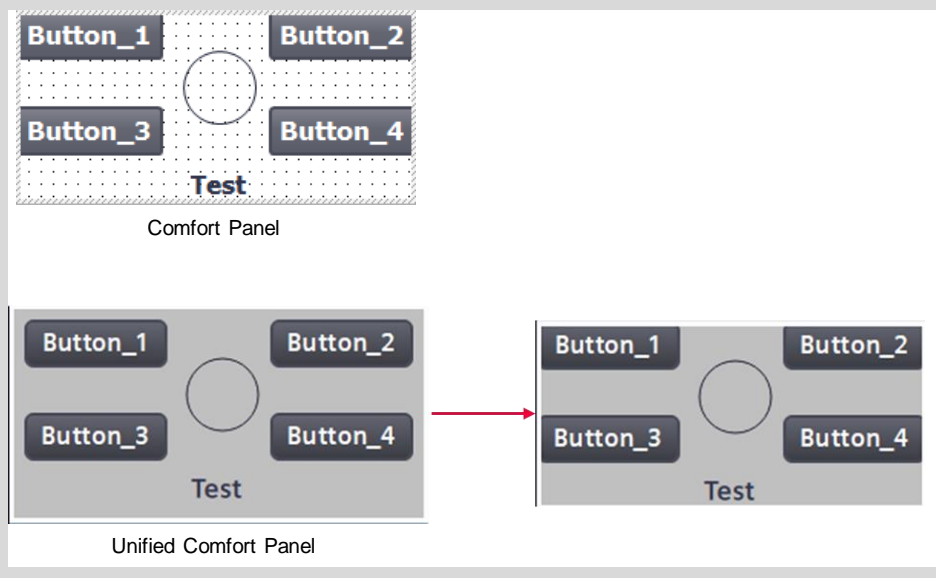 Button_1 Button_2
Button_3 Button_4
Test
Comfort Panel
Button_1 Button_2
Button_3 Button_4
Test
Button_1 Button_2
Button_3 Button_4
Test
Unified Comfort Panel